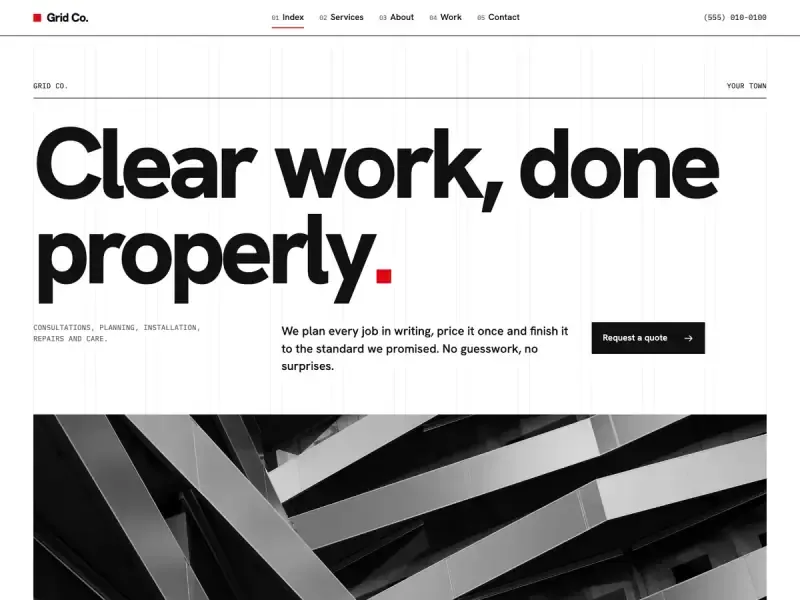 Grid Co.
01 Index 02 Services 03 About 04 Work 05 Contact
(555) 010-0100
GRID CO.
YOUR TOWN
Clear work, done
properly.
CONSULTATIONS, PLANNING, INSTALLATION,
REPAIRS AND CARE.
We plan every job in writing, price it once and finish it
to the standard we promised. No guesswork, no
surprises.
Request a quote →